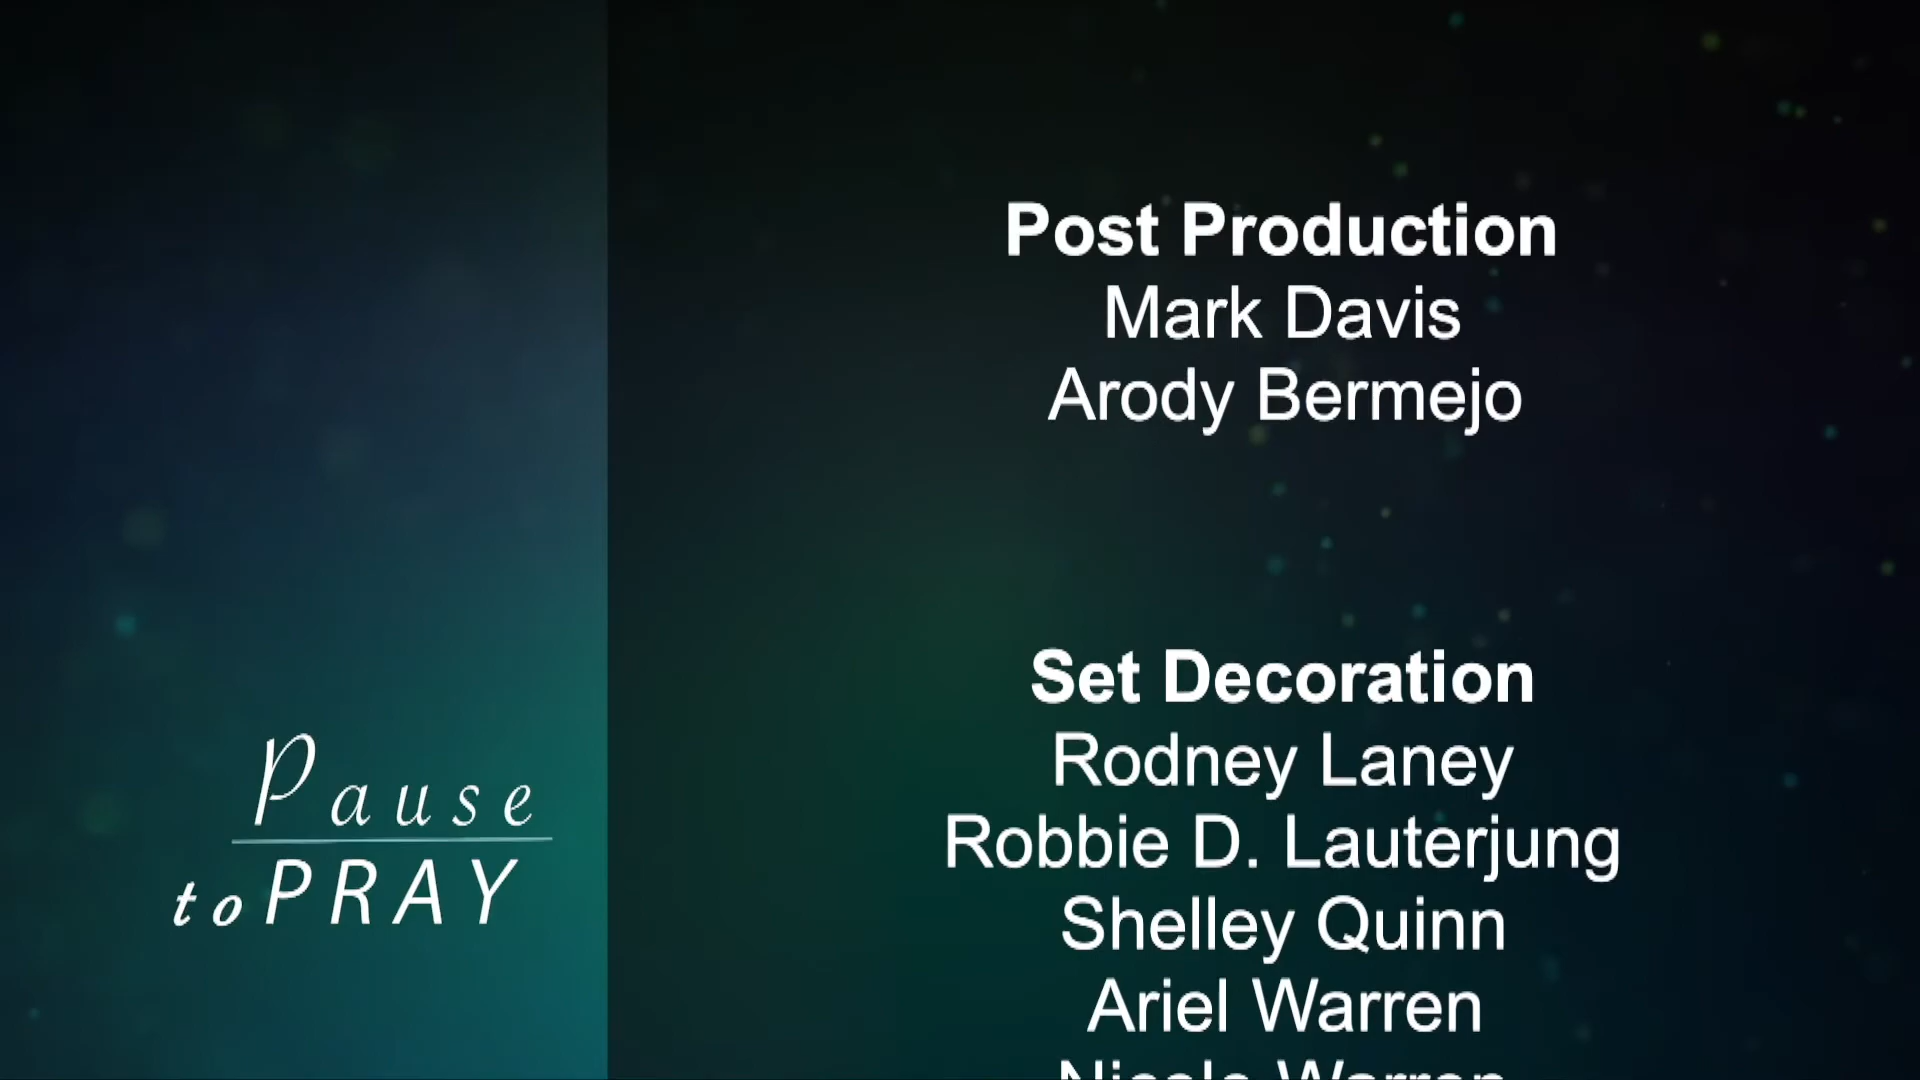 Post Production
Mark Davis
Arody Bermejo
Set Decoration
Rodney Laney
Robbie D. Lauterjung
Shelley Quinn
Ariel Warren
Pause
to PRAY